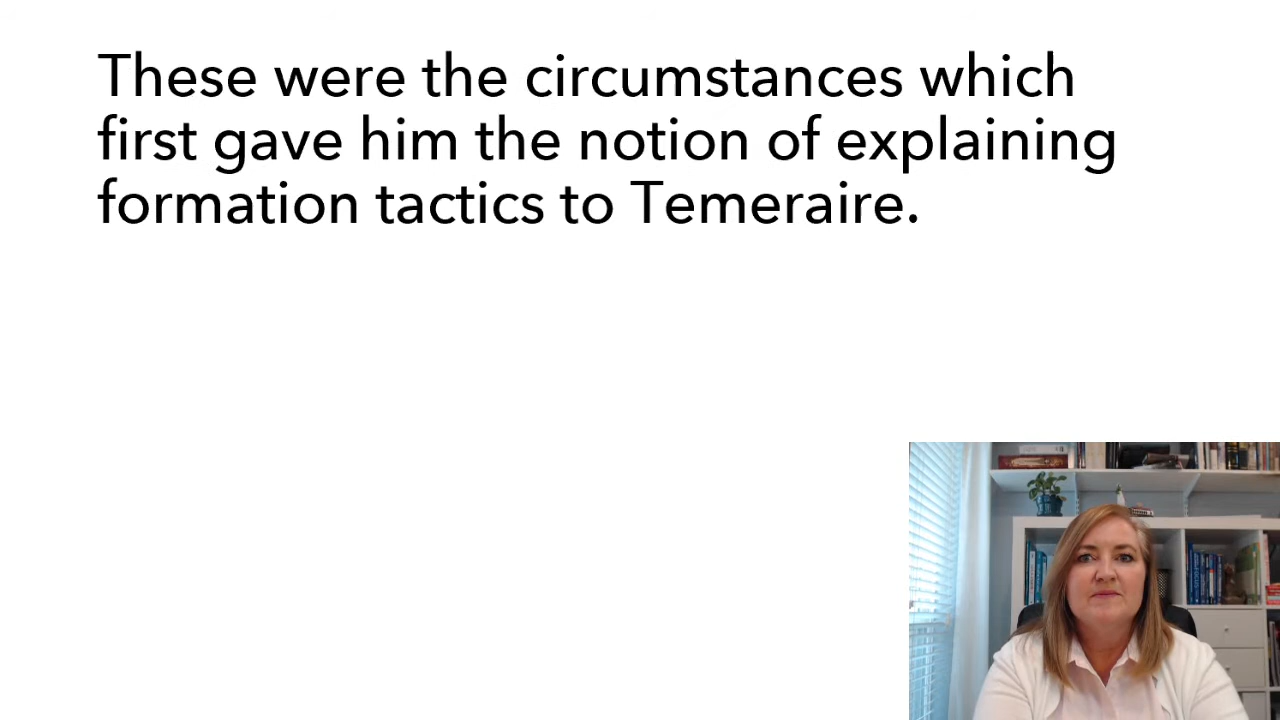 These were the circumstances which
first gave him the notion of explaining
formation tactics to Temeraire.